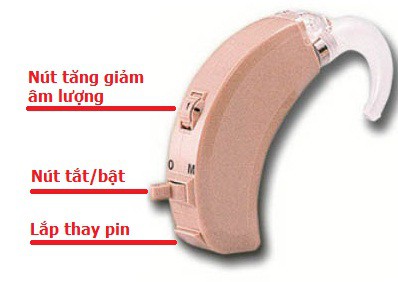 Nút tăng giảm
âm lượng
O M
Nút tắt/bật
Lắp thay pin